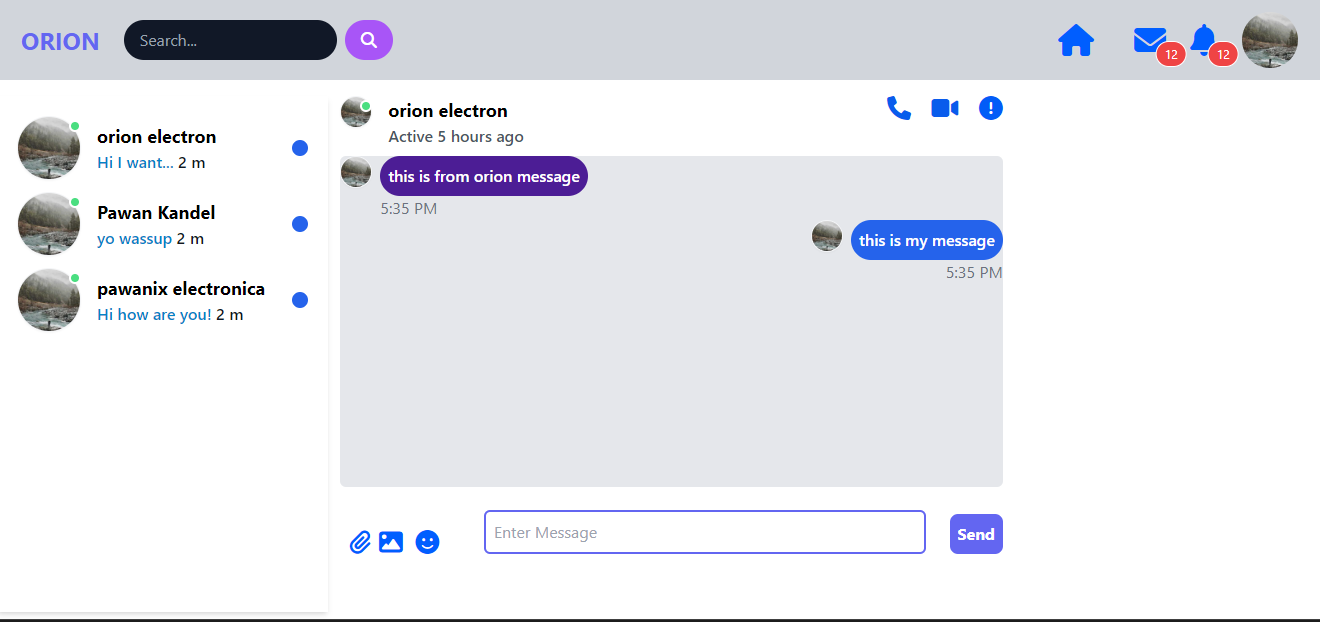 ORION
Search...
12
12
orion electron
Hi I want... 2 m
Pawan Kandel
yo wassup 2 m
pawanix electronica
Hi how are you! 2 m
orion electron
Active 5 hours ago
this is from orion message
5:35 PM
this is my message
5:35 PM
Enter Message
Send